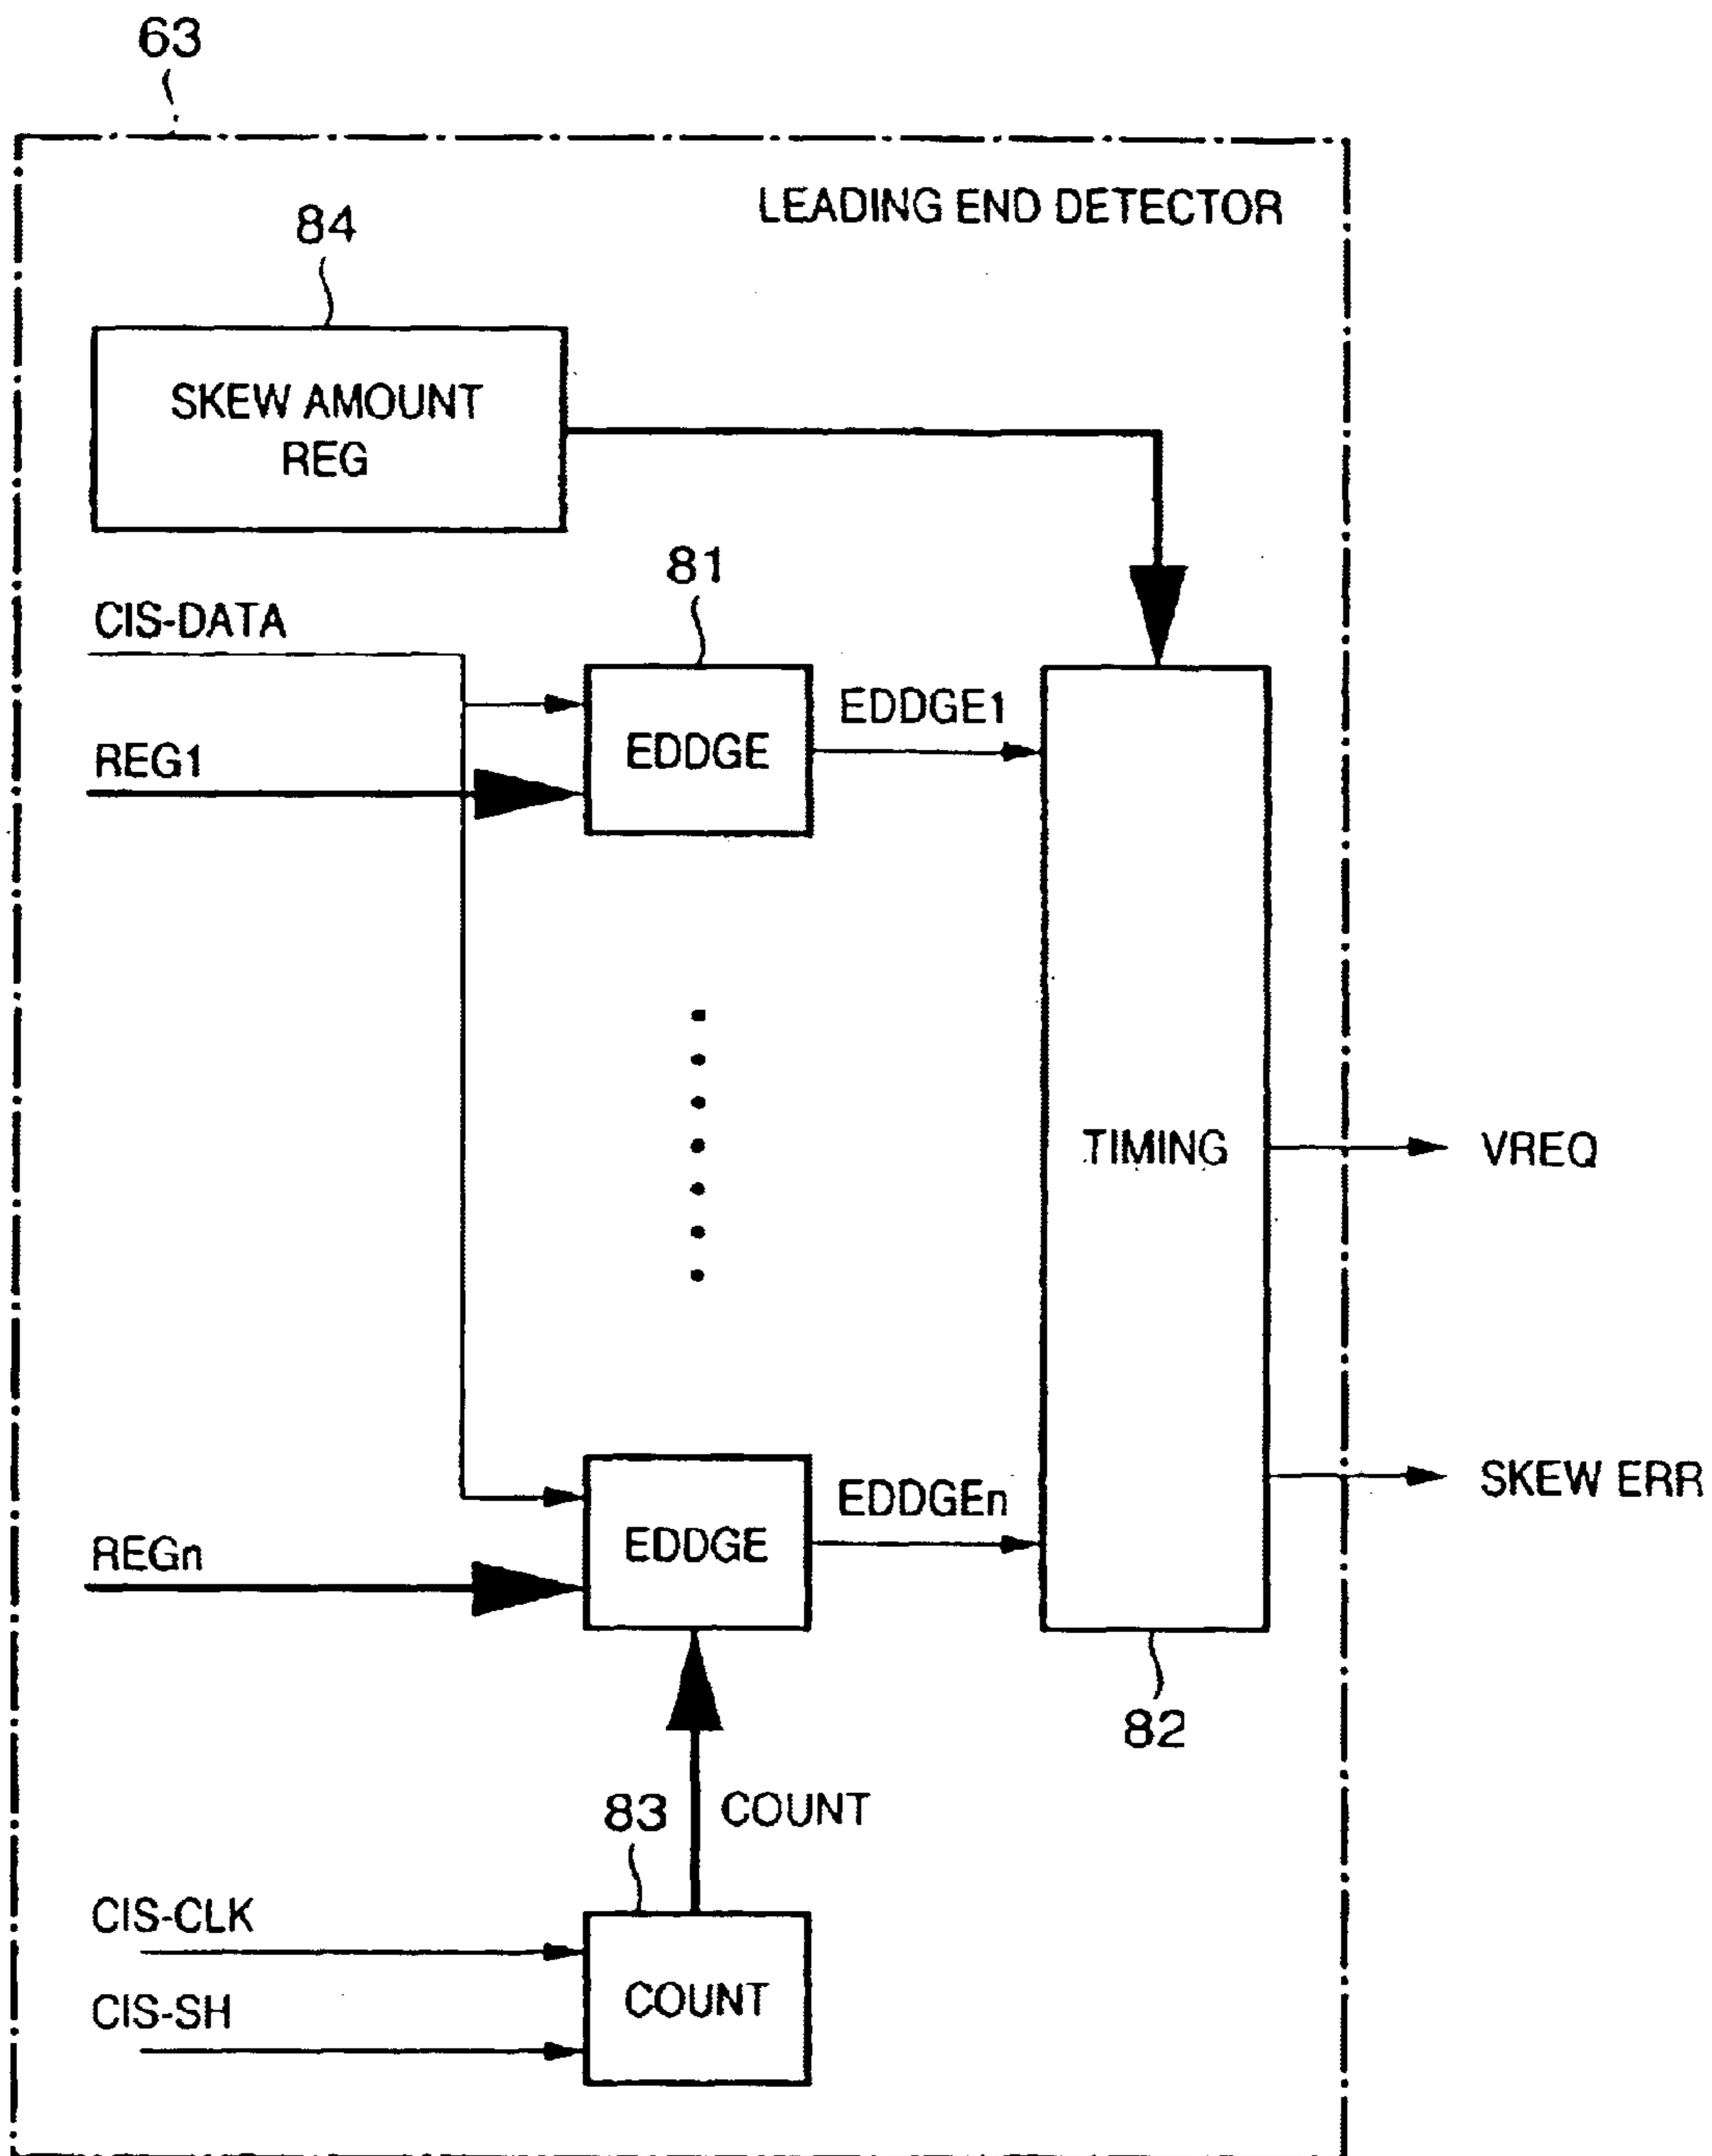 63
LEADING END DETECTOR
84
SKEW AMOUNT
REG
81
CIS-DATA
EDDGE1
EDDGE
REG1
TIMING
VREQ
SKEW ERR
EDDGEn
EDDGE
REGn
82
83
COUNT
CIS-CLK
COUNT
CIS-SH